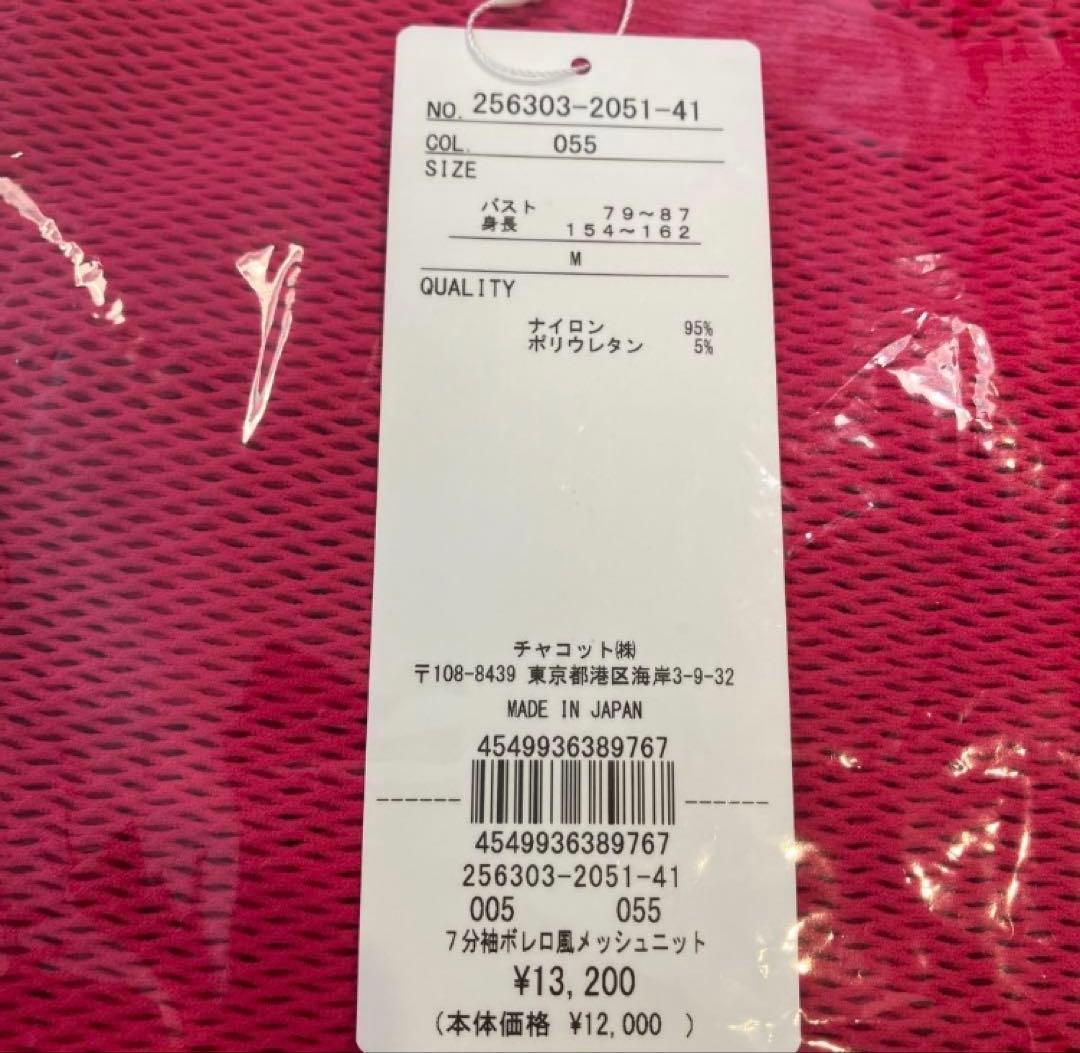 NO. 256303-2051-41
COL. 055
SIZE
バスト 79~87
身長 154~162
M
QUALITY
ナイロン 95%
ポリウレタン 5%
チャコット㈱
〒108-8439 東京都港区海岸3-9-32
MADE IN JAPAN
4549936389767
4549936389767
256303-2051-41
005 055
7分袖ボレロ風メッシュニット
¥13,200
(本体価格 ¥12,000 )